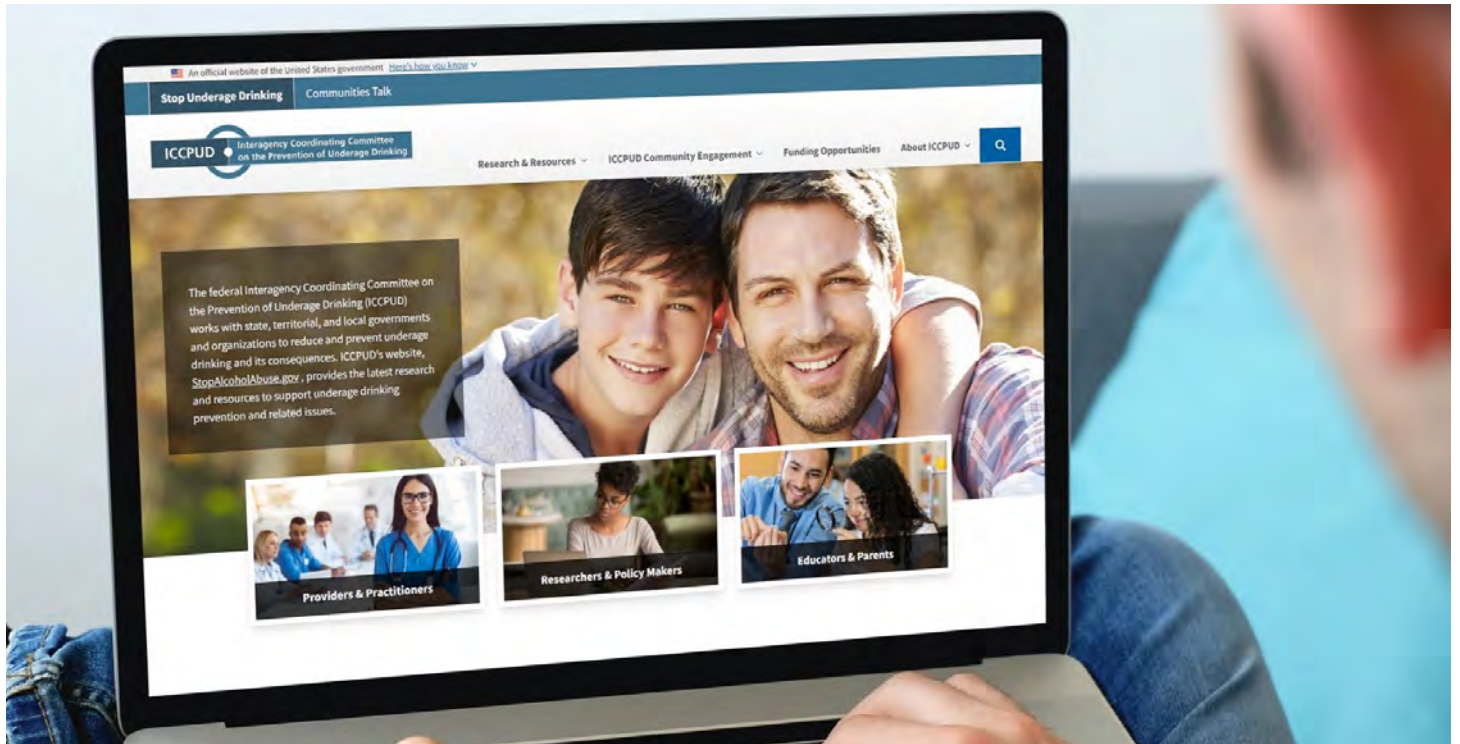 An official website of the United States government Here's how you know
Stop Underage Drinking Communities Talk
ICCPUD Interagency Coordinating Committee
on the Prevention of Underage Drinking
Research & Resources ICCPUD Community Engagement Funding Opportunities About ICCPUD
The federal Interagency Coordinating Committee on
the Prevention of Underage Drinking (ICCPUD)
works with state, territorial, and local governments
and organizations to reduce and prevent underage
drinking and its consequences. ICCPUD's website,
StopAlcoholAbuse.gov , provides the latest research
and resources to support underage drinking
prevention and related issues.
Providers & Practitioners
Researchers & Policy Makers
Educators & Parents